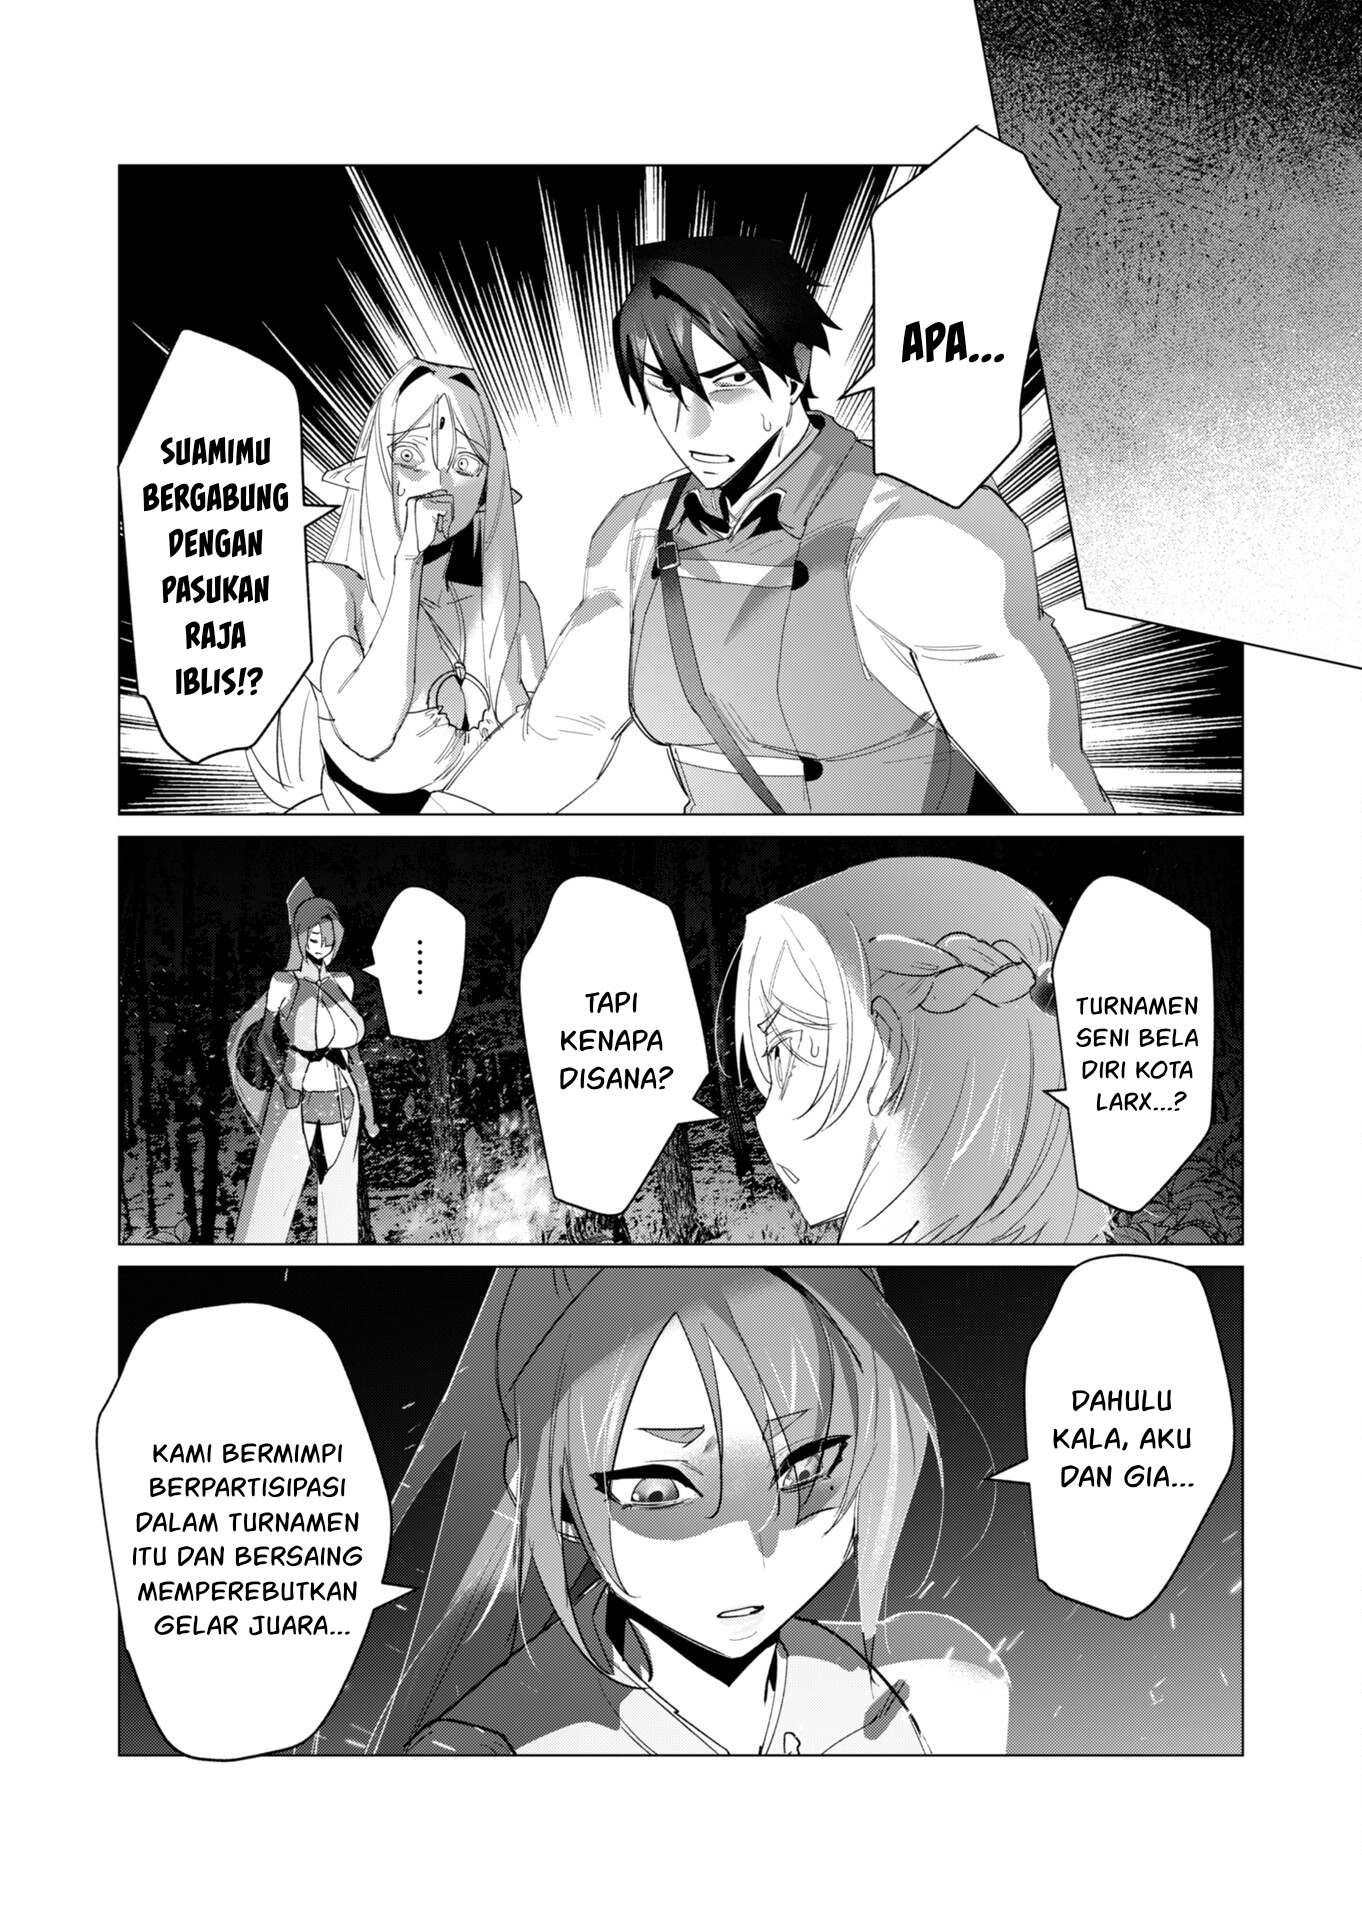 APA...
SUAMIMU
BERGABUNG
DENGAN
PASUKAN
RAJA
IBLIS!?
TURNAMEN
SENI BELA
DIRI KOTA
LARX...?
TAPI
KENAPA
DISANA?
......
DAHULU
KALA, AKU
DAN GIA...
KAMI BERMIMPI
BERPARTISIPASI
DALAM TURNAMEN
ITU DAN BERSAING
MEMPEREBUTKAN
GELAR JUARA...